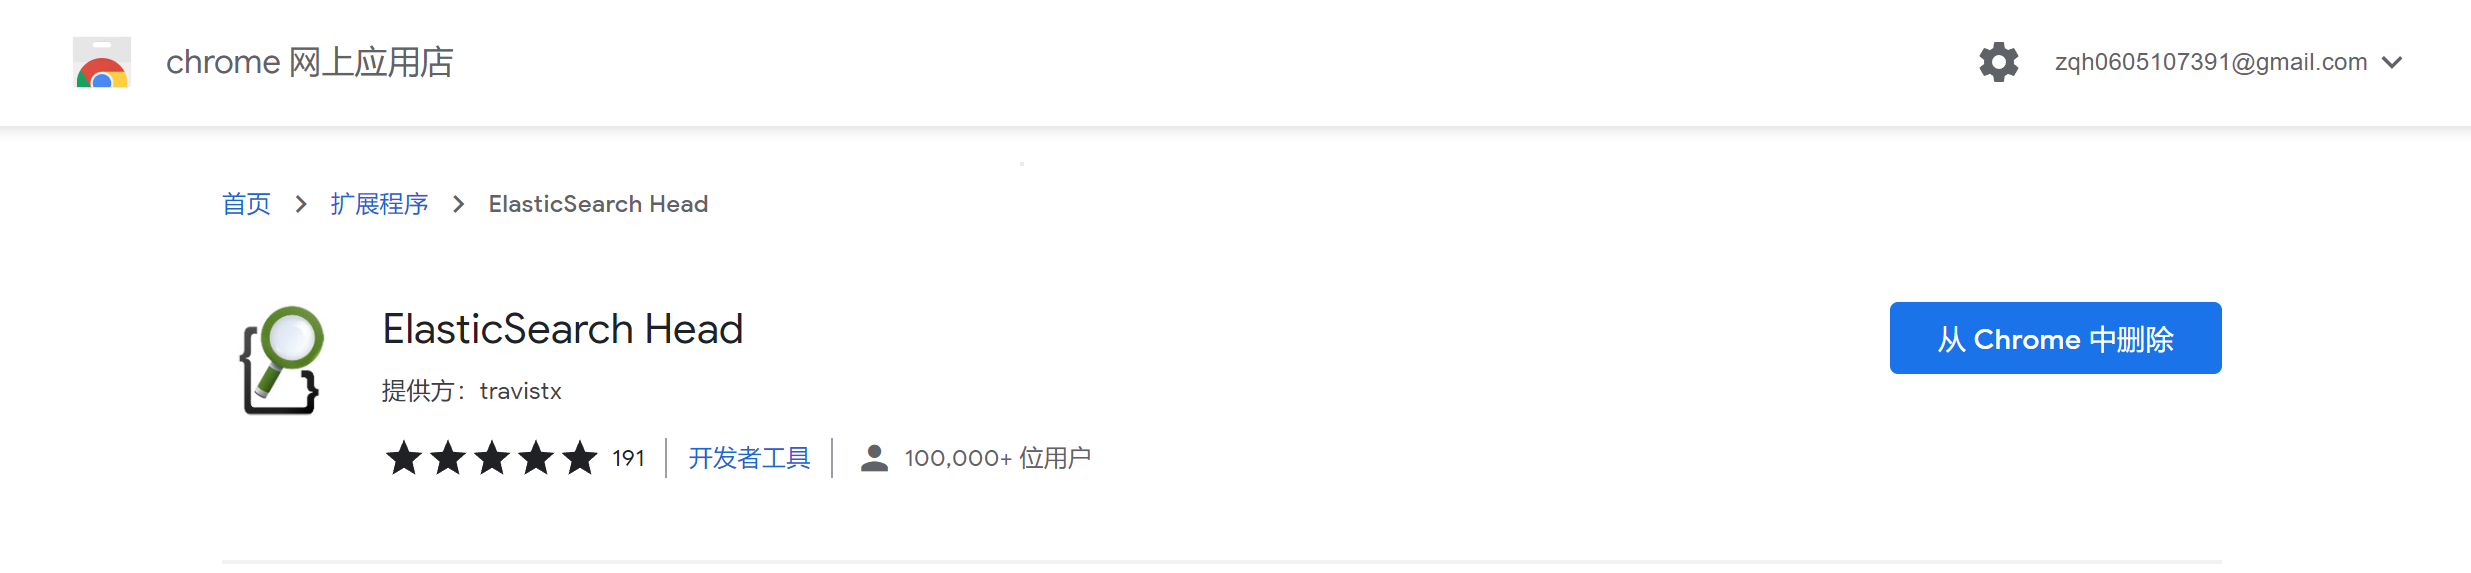 chrome 网上应用店
zqh0605107391@gmail.com
首页 > 扩展程序 > ElasticSearch Head
ElasticSearch Head
从 Chrome 中删除
提供方：travistx
191 | 开发者工具 | 100,000+ 位用户